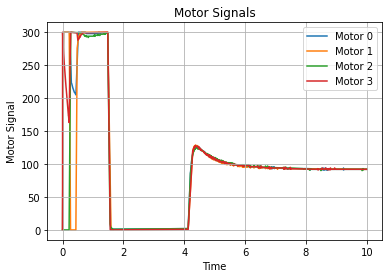 Motor Signals
300
250
200
150
100
50
0
Motor Signal
Motor 0
Motor 1
Motor 2
Motor 3
0 2 4 6 8 10
Time